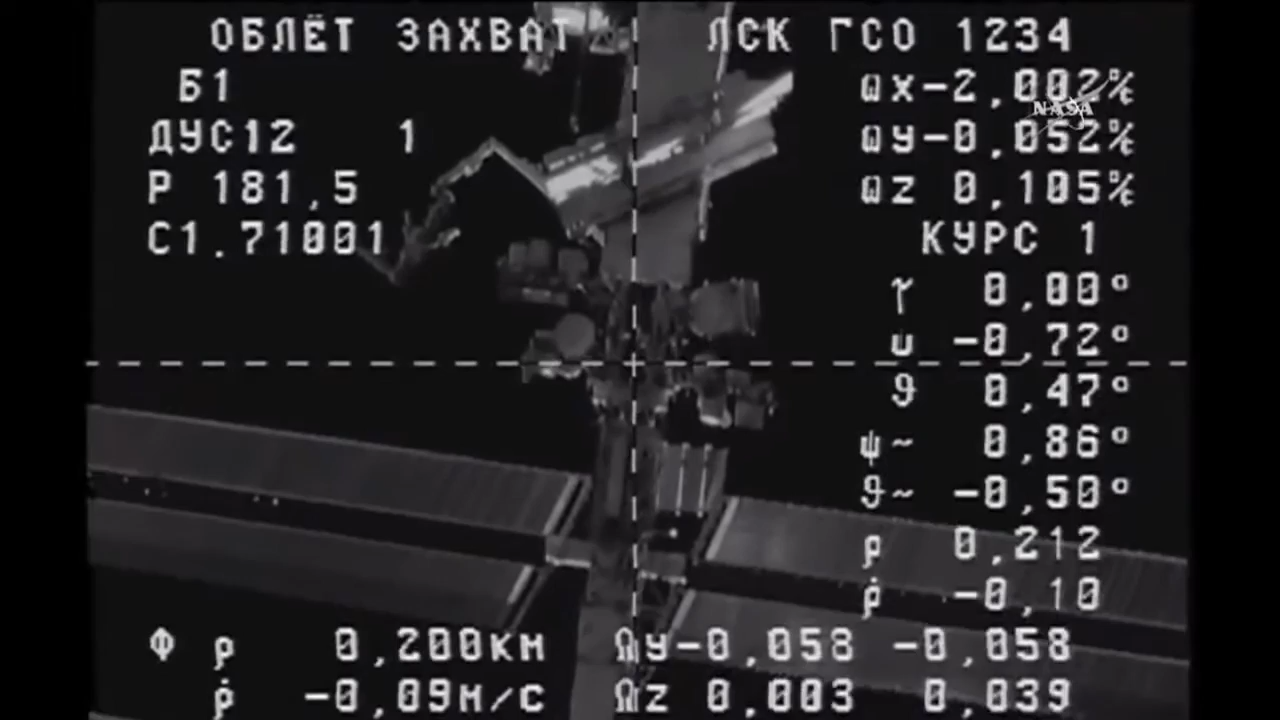 ОБЛЁТ ЗАХВАТ ЛСК ГСО 1234
Б1 ωx-2,002°/с
NASA
ДУС12 1 ωy-0,052°/с
Р 181,5 ωz 0,105°/с
С1.71001 КУРС 1
γ 0,00°
u -0,72°
ϑ 0,47°
ψ~ 0,86°
ϑ~ -0,50°
ρ 0,212
ρ̇ -0,10
Ф ρ 0,200км Ωy-0,058 -0,058
ρ̇ -0,09м/с Ωz 0,003 0,039